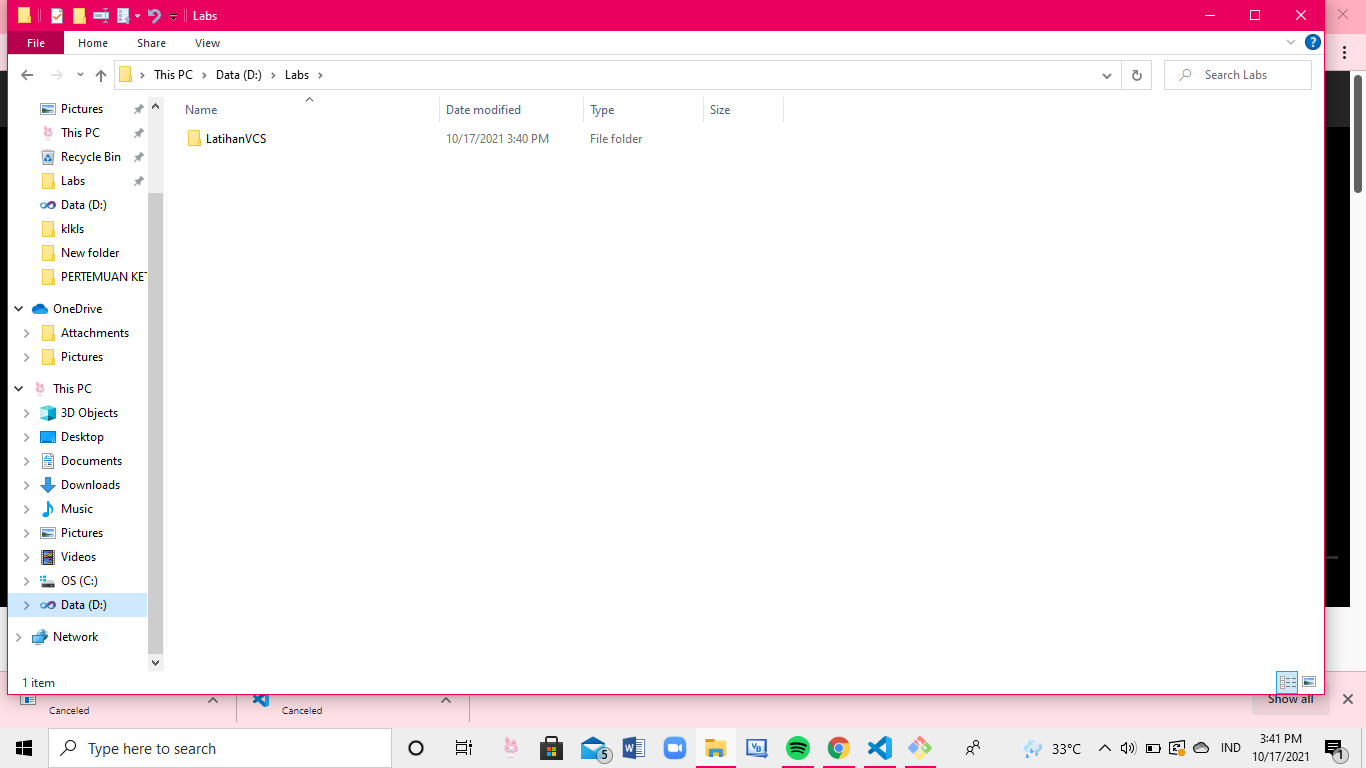 Labs
File Home Share View
This PC Data (D:) Labs
Search Labs
Name Date modified Type Size
LatihanVCS 10/17/2021 3:40 PM File folder
Pictures
This PC
Recycle Bin
Labs
Data (D:)
klkls
New folder
PERTEMUAN KET
OneDrive
Attachments
Pictures
This PC
3D Objects
Desktop
Documents
Downloads
Music
Pictures
Videos
OS (C:)
Data (D:)
Network
1 item
Canceled Canceled Show all
Type here to search
5
33°C IND 3:41 PM
10/17/2021
1